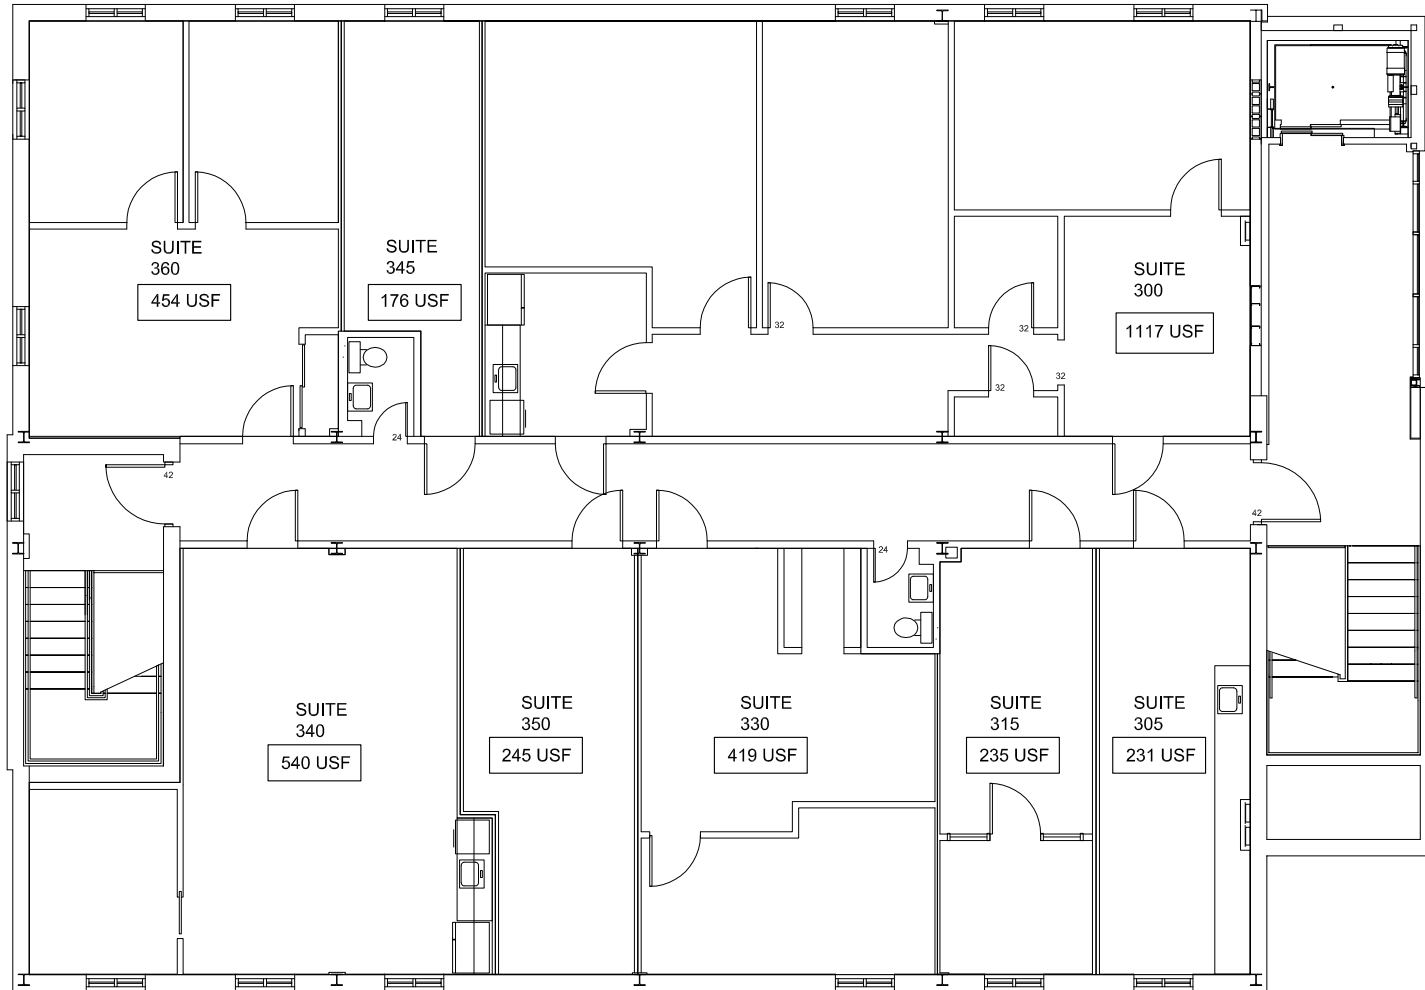 SUITE
360
454 USF
SUITE
345
176 USF
SUITE
300
1117 USF
32
32
32
32
24
42
42
24
SUITE
340
540 USF
SUITE
350
245 USF
SUITE
330
419 USF
SUITE
315
235 USF
SUITE
305
231 USF